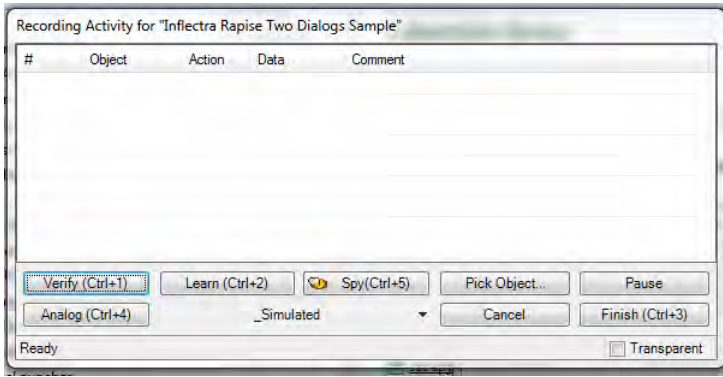 Recording Activity for "Inflectra Rapise Two Dialogs Sample"
# Object Action Data Comment
Verify (Ctrl+1) Learn (Ctrl+2) Spy(Ctrl+5) Pick Object... Pause
Analog (Ctrl+4) _Simulated Cancel Finish (Ctrl+3)
Ready Transparent